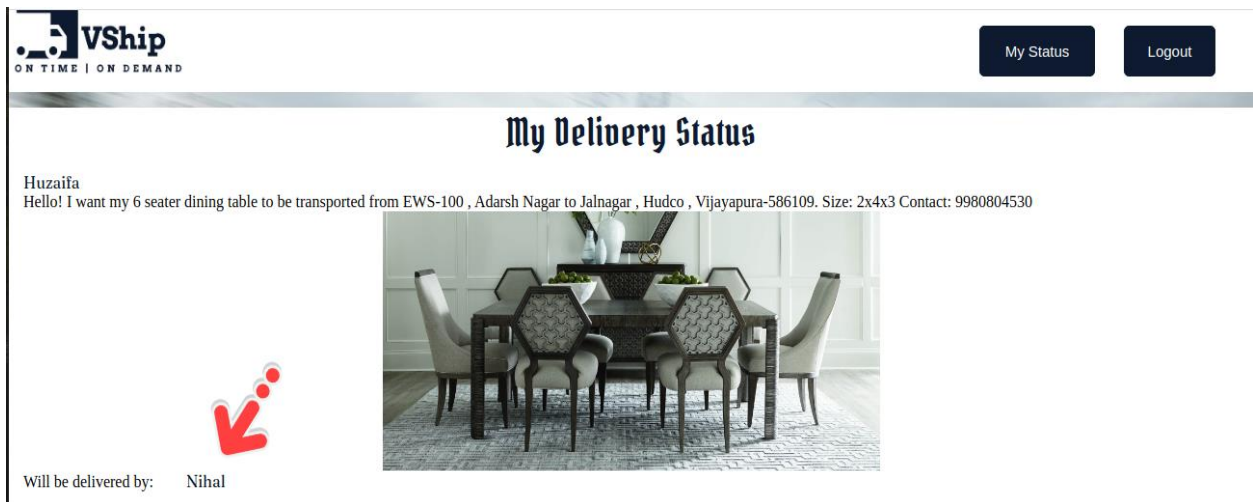 VShip
ON TIME | ON DEMAND
My Status
Logout
My Delivery Status
Huzaifa
Hello! I want my 6 seater dining table to be transported from EWS-100 , Adarsh Nagar to Jalnagar , Hudco , Vijayapura-586109. Size: 2x4x3 Contact: 9980804530
Will be delivered by: Nihal